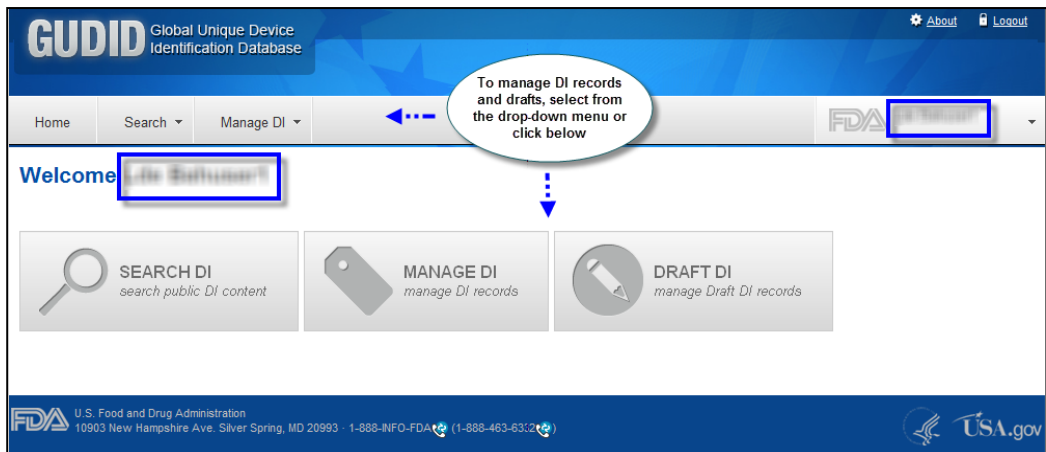 GUDID Global Unique Device
Identification Database
About Logout
To manage DI records
and drafts, select from
the drop-down menu or
click below
Home Search Manage DI
FDA
Welcome
SEARCH DI
search public DI content
MANAGE DI
manage DI records
DRAFT DI
manage Draft DI records
FDA
U.S. Food and Drug Administration
10903 New Hampshire Ave. Silver Spring, MD 20993 · 1-888-INFO-FDA (1-888-463-6332)
USA.gov